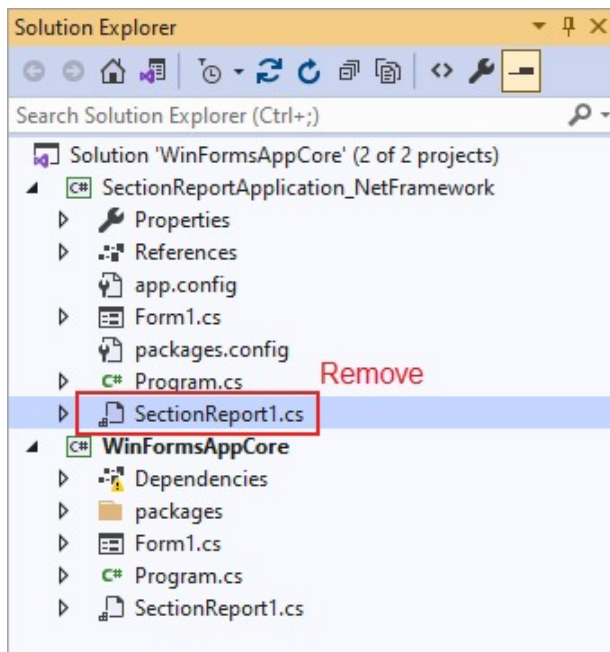 Solution Explorer
Search Solution Explorer (Ctrl+;)
Solution 'WinFormsAppCore' (2 of 2 projects)
C# SectionReportApplication_NetFramework
Properties
References
app.config
Form1.cs
packages.config
C# Program.cs
Remove
SectionReport1.cs
C# WinFormsAppCore
Dependencies
packages
Form1.cs
C# Program.cs
SectionReport1.cs